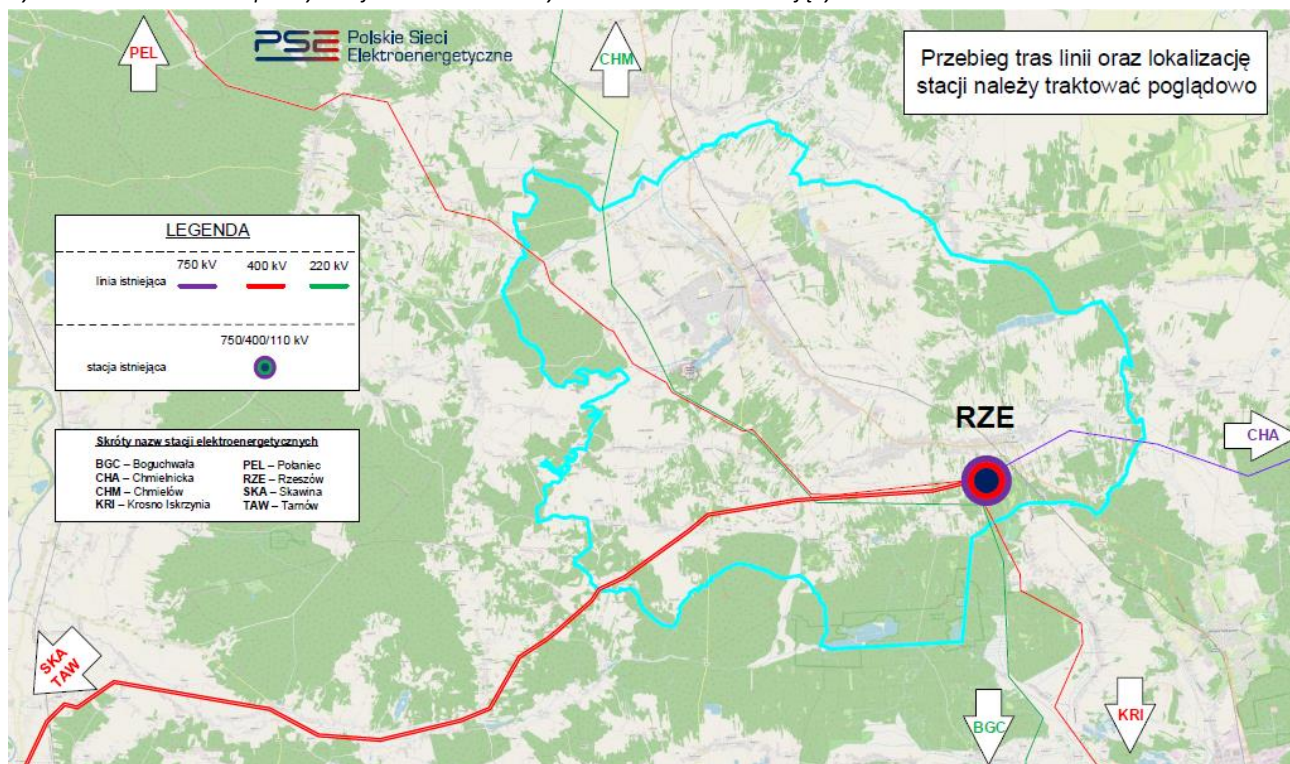 PEL
PSE Polskie Sieci
Elektroenergetyczne
CHM
Przebieg tras linii oraz lokalizację
stacji należy traktować poglądowo
LEGENDA
750 kV 400 kV 220 kV
linia istniejąca
750/400/110 kV
stacja istniejąca
Skróty nazw stacji elektroenergetycznych
BGC – Boguchwała
CHA – Chmielnicka
CHM – Chmielów
KRI – Krosno Iskrzynia
PEL – Połaniec
RZE – Rzeszów
SKA – Skawina
TAW – Tarnów
RZE
CHA
SKA
TAW
BGC
KRI